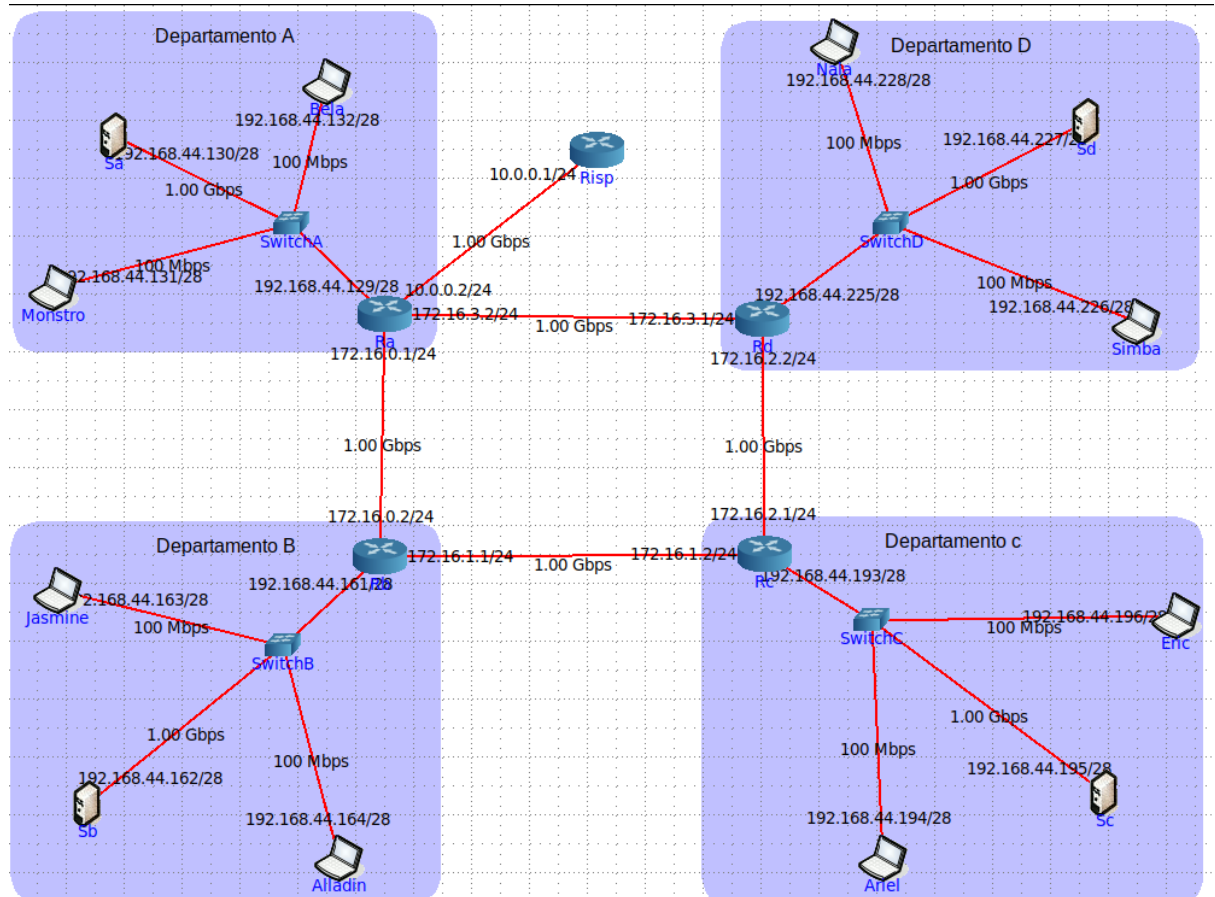 Departamento A
Bela
192.168.44.132/28
Sa
192.168.44.130/28
100 Mbps
1.00 Gbps
SwitchA
100 Mbps
92.168.44.131/28
Monstro
192.168.44.129/28
10.0.0.2/24
172.16.3.2/24
Ra
172.16.0.1/24
10.0.0.1/24
Risp
1.00 Gbps
1.00 Gbps
Departamento D
Nala
192.168.44.228/28
100 Mbps
192.168.44.227/2
Sd
1.00 Gbps
SwitchD
100 Mbps
192.168.44.226/28
Simba
192.168.44.225/28
172.16.3.1/24
Rd
172.16.2.2/24
1.00 Gbps
1.00 Gbps
172.16.0.2/24
172.16.2.1/24
Departamento B
172.16.1.1/24
Rb
192.168.44.161/28
2.168.44.163/28
Jasmine
100 Mbps
SwitchB
1.00 Gbps
100 Mbps
192.168.44.162/28
Sb
192.168.44.164/28
Alladin
1.00 Gbps
Departamento c
172.16.1.2/24
Rc
192.168.44.193/28
SwitchC
192.168.44.196/28
100 Mbps
Eric
1.00 Gbps
100 Mbps
192.168.44.195/28
Sc
192.168.44.194/28
Ariel